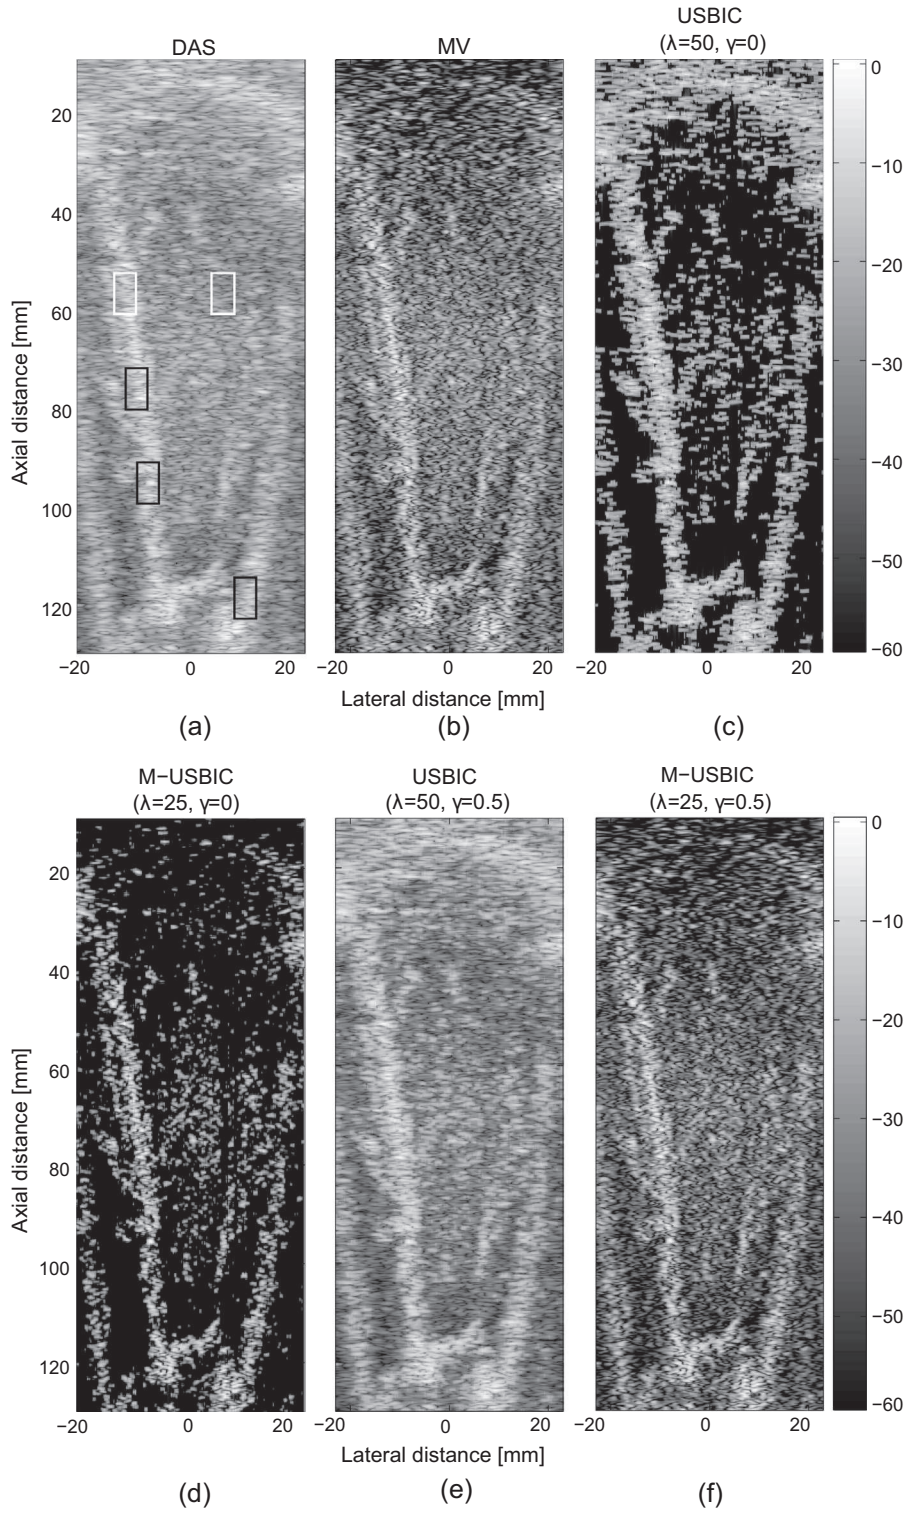 DAS
MV
USBIC
(λ=50, γ=0)
20
40
60
80
100
120
Axial distance [mm]
−20
0
20
−20
0
20
−20
0
20
0
−10
−20
−30
−40
−50
−60
Lateral distance [mm]
(a)
(b)
(c)
M−USBIC
(λ=25, γ=0)
USBIC
(λ=50, γ=0.5)
M−USBIC
(λ=25, γ=0.5)
20
40
60
80
100
120
Axial distance [mm]
−20
0
20
−20
0
20
−20
0
20
0
−10
−20
−30
−40
−50
−60
Lateral distance [mm]
(d)
(e)
(f)